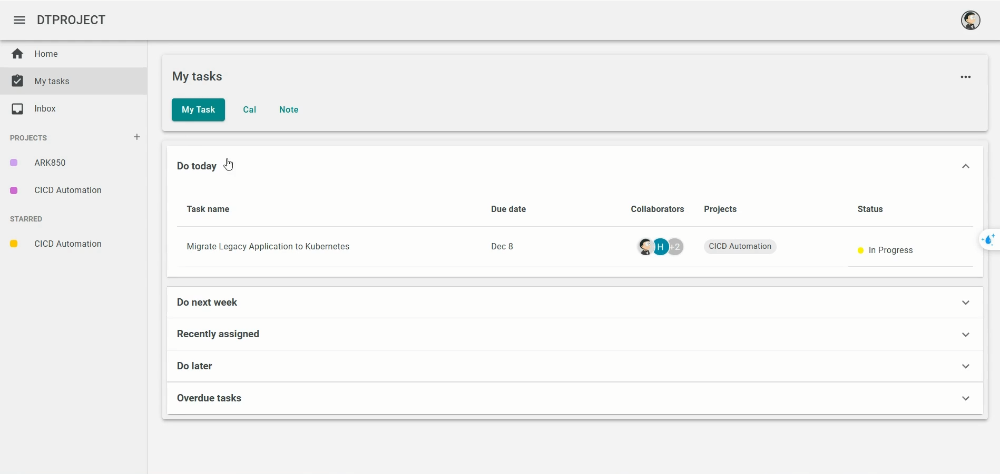 DTPROJECT
Home
My tasks
Inbox
PROJECTS
ARK850
CICD Automation
STARRED
CICD Automation
My tasks
My Task Cal Note
Do today
Task name Due date Collaborators Projects Status
Migrate Legacy Application to Kubernetes Dec 8 H +2 CICD Automation In Progress
Do next week
Recently assigned
Do later
Overdue tasks